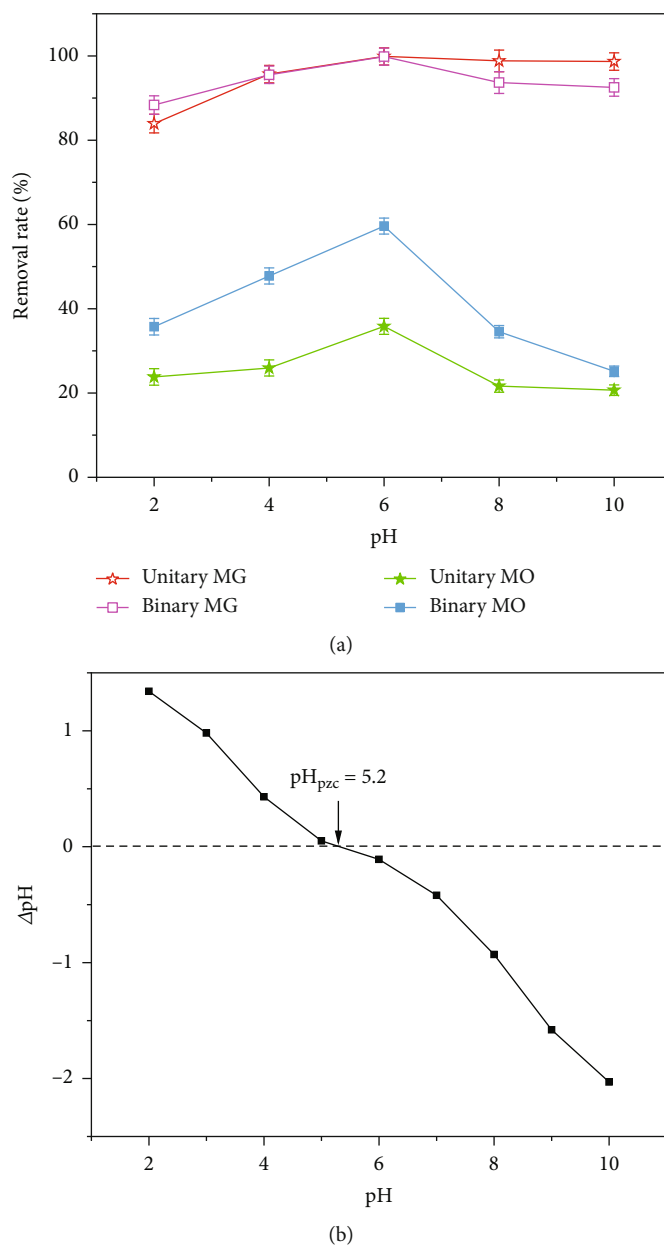 100
80
60
40
20
0
Removal rate (%)
2 4 6 8 10
pH
Unitary MG Unitary MO
Binary MG Binary MO
(a)
1
0
−1
−2
ΔpH
pHpzc = 5.2
2 4 6 8 10
pH
(b)